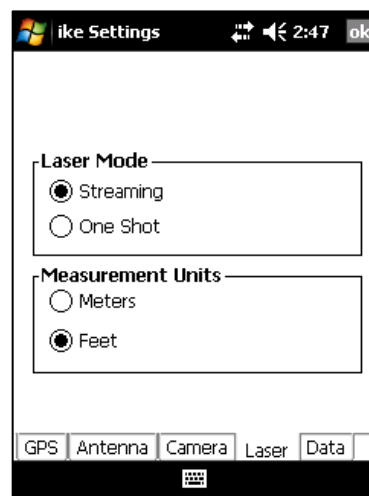 ike Settings 2:47 ok
Laser Mode
Streaming
One Shot
Measurement Units
Meters
Feet
GPS Antenna Camera Laser Data